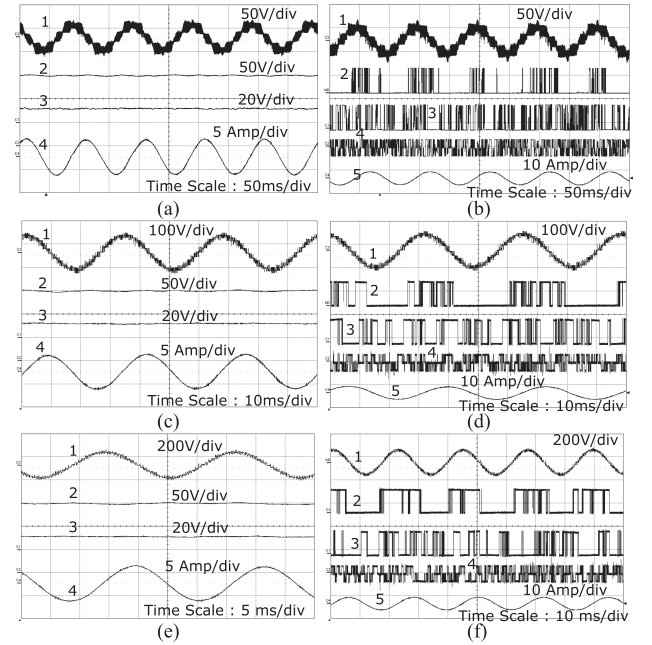 1
50V/div
2
50V/div
3
20V/div
4
5 Amp/div
Time Scale : 50ms/div
(a)
1
50V/div
2
3
4
10 Amp/div
5
Time Scale : 50ms/div
(b)
1
100V/div
2
50V/div
3
20V/div
4
5 Amp/div
Time Scale : 10ms/div
(c)
100V/div
1
2
3
4
10 Amp/div
5
Time Scale : 10ms/div
(d)
1
200V/div
2
50V/div
3
20V/div
5 Amp/div
4
Time Scale : 5 ms/div
(e)
200V/div
1
2
3
4
10 Amp/div
5
Time Scale : 10 ms/div
(f)